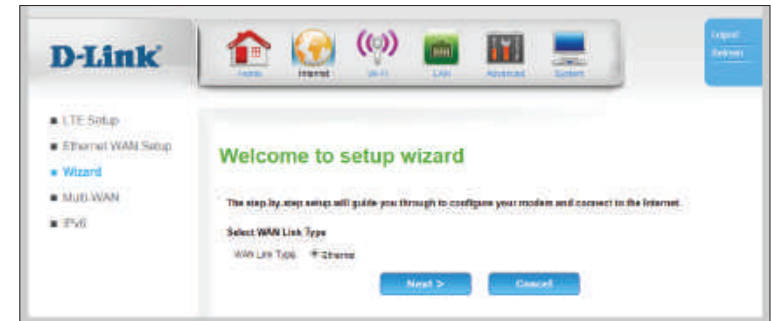 D-Link
Home Internet Wi-Fi LAN Advanced System
Logout
Refresh
LTE Setup
Ethernet WAN Setup
Wizard
Multi-WAN
IPv6
Welcome to setup wizard
The step-by-step setup will guide you through to configure your modem and connect to the Internet.
Select WAN Link Type
WAN Link Type Ethernet
Next >
Cancel